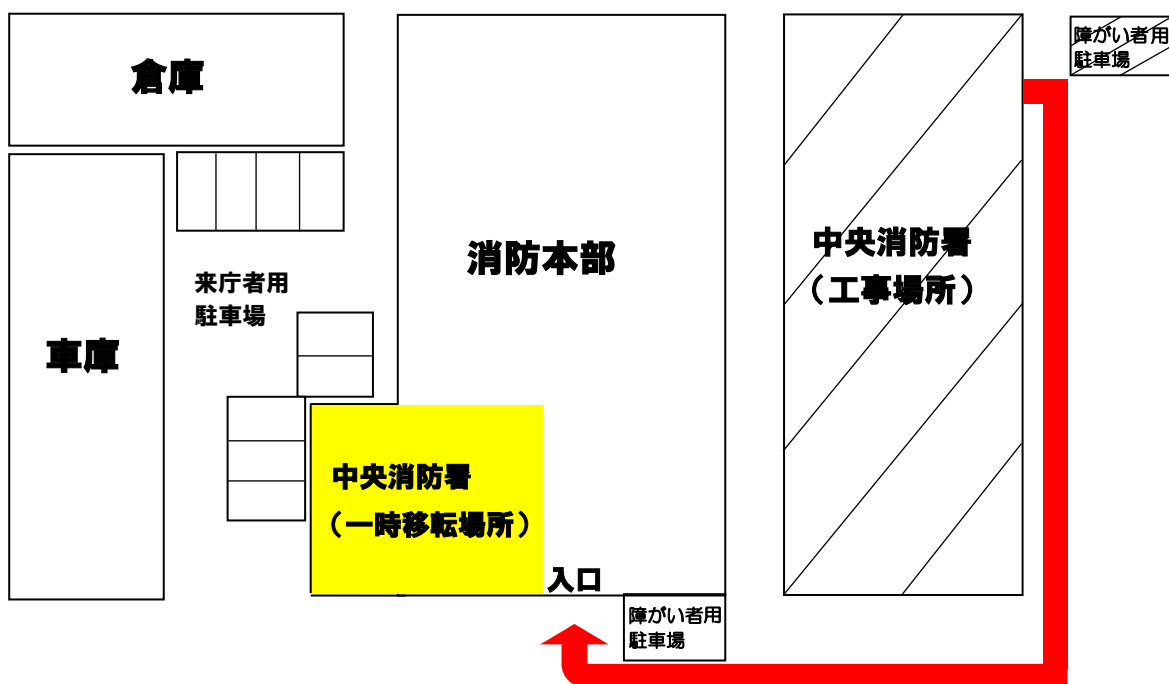 倉庫
障がい者用
駐車場
中央消防署
（工事場所）
消防本部
来庁者用
駐車場
車庫
中央消防署
（一時移転場所）
入口
障がい者用
駐車場